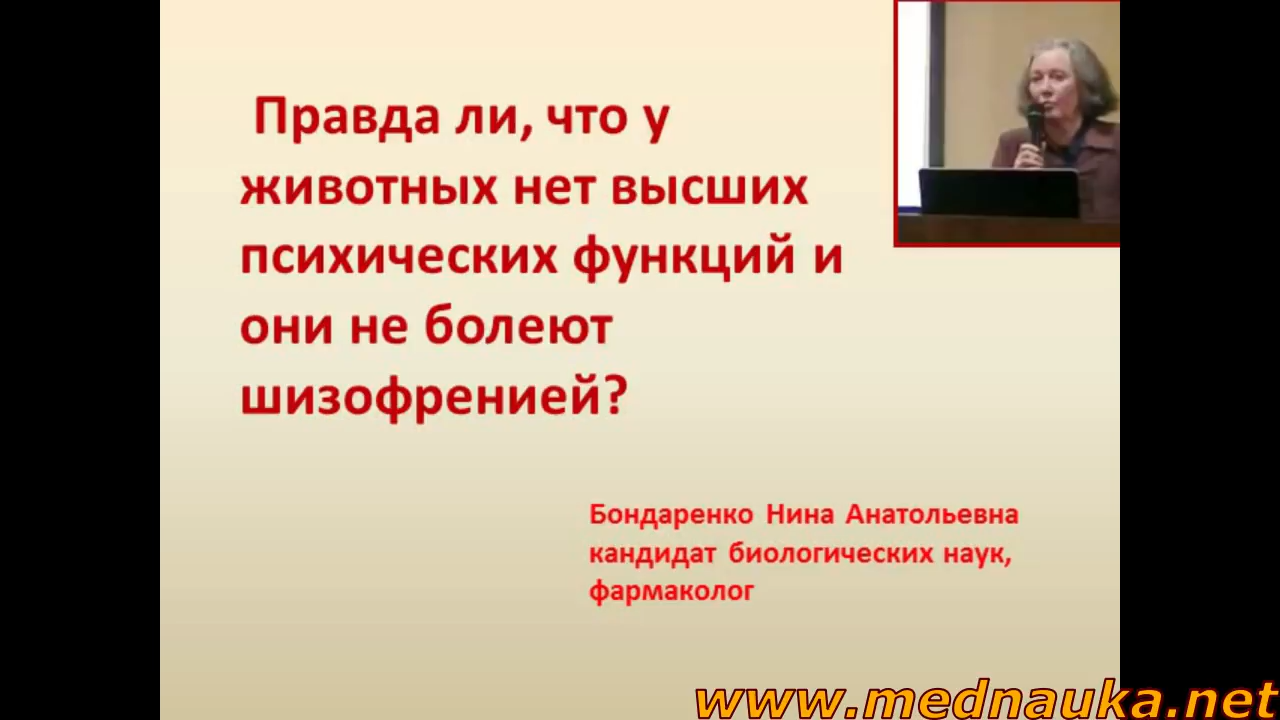 Правда ли, что у
животных нет высших
психических функций и
они не болеют
шизофренией?
Бондаренко Нина Анатольевна
кандидат биологических наук,
фармаколог
www.mednauka.net